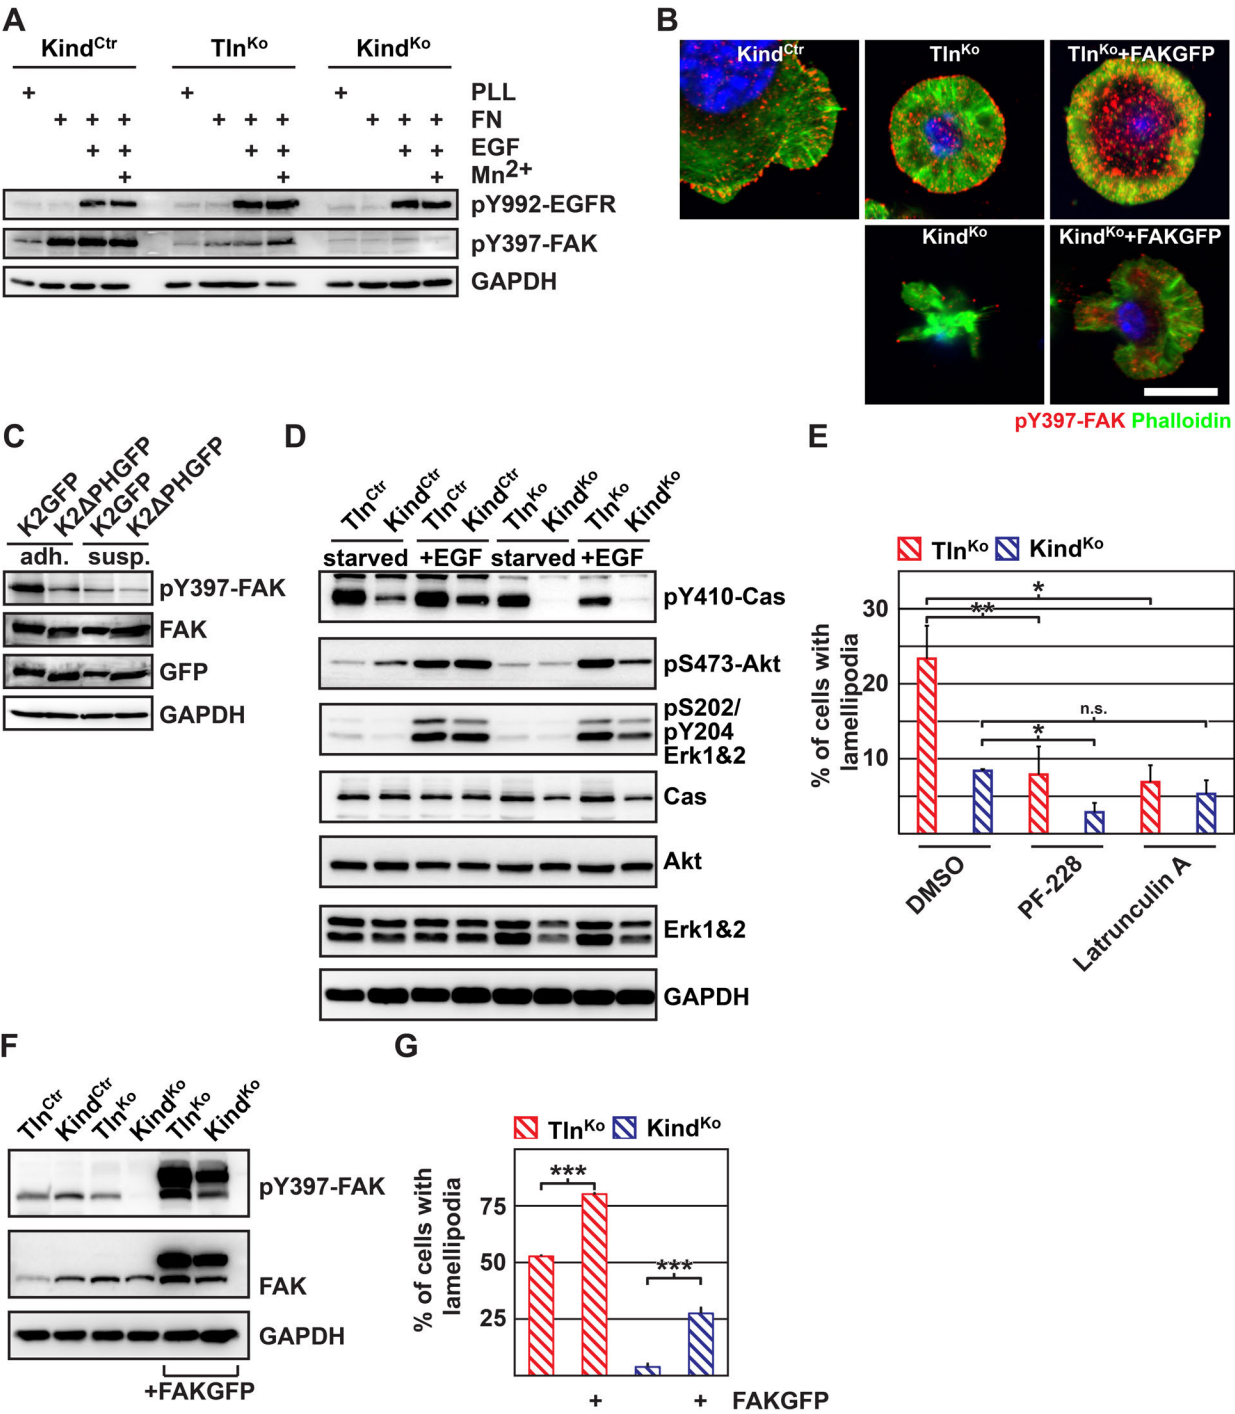 A
Kind^Ctr Tln^Ko Kind^Ko
+ + + PLL
+ + + + + + + + + FN
+ + + + + + EGF
+ + + Mn2+
pY992-EGFR
pY397-FAK
GAPDH
B
Kind^Ctr Tln^Ko Tln^Ko+FAKGFP
Kind^Ko Kind^Ko+FAKGFP
pY397-FAK Phalloidin
C
K2GFP K2ΔPHGFP K2GFP K2ΔPHGFP
adh. susp.
pY397-FAK
FAK
GFP
GAPDH
D
Tln^Ctr Kind^Ctr Tln^Ctr Kind^Ctr Tln^Ko Kind^Ko Tln^Ko Kind^Ko
starved +EGF starved +EGF
pY410-Cas
pS473-Akt
pS202/
pY204
Erk1&2
Cas
Akt
Erk1&2
GAPDH
E
Tln^Ko Kind^Ko
% of cells with
lamellipodia
30
20
10
*
**
n.s.
*
DMSO PF-228 Latrunculin A
F
Tln^Ctr Kind^Ctr Tln^Ko Kind^Ko Tln^Ko Kind^Ko
pY397-FAK
FAK
GAPDH
+FAKGFP
G
Tln^Ko Kind^Ko
% of cells with
lamellipodia
75
50
25
***
***
+ + FAKGFP